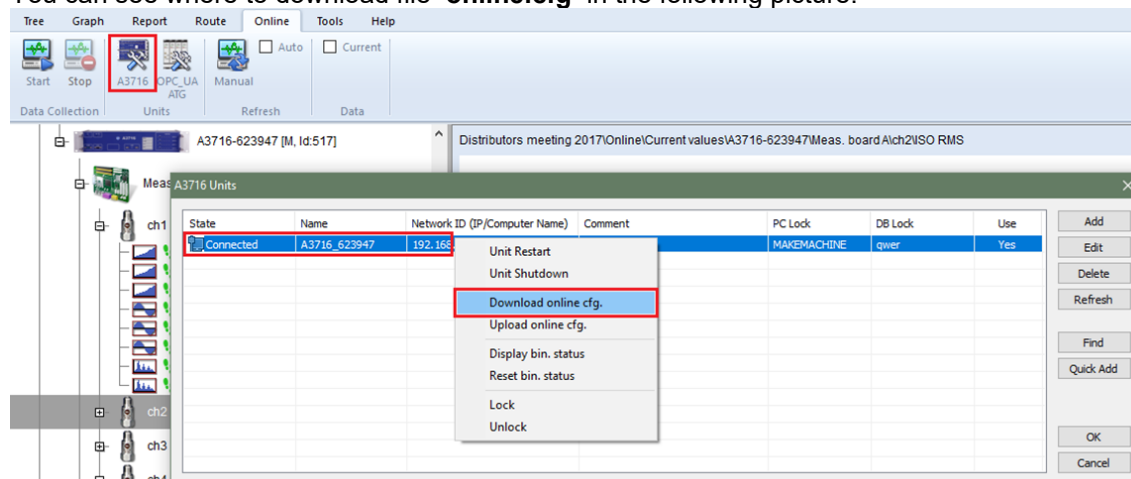 You can see where to download file "online.cfg" in the following picture.
Tree Graph Report Route Online Tools Help
Auto Current
Start Stop A3716 OPC_UA ATG Manual
Data Collection Units Refresh Data
A3716-623947 [M, Id:517]
Distributors meeting 2017\Online\Current values\A3716-623947\Meas. board A\ch2\ISO RMS
Meas
A3716 Units
ch1
State Name Network ID (IP/Computer Name) Comment PC Lock DB Lock Use
Connected A3716_623947 192.168 MAKEMACHINE qwer Yes
Unit Restart
Unit Shutdown
Download online cfg.
Upload online cfg.
Display bin. status
Reset bin. status
Lock
Unlock
Add
Edit
Delete
Refresh
Find
Quick Add
OK
Cancel
ch2
ch3